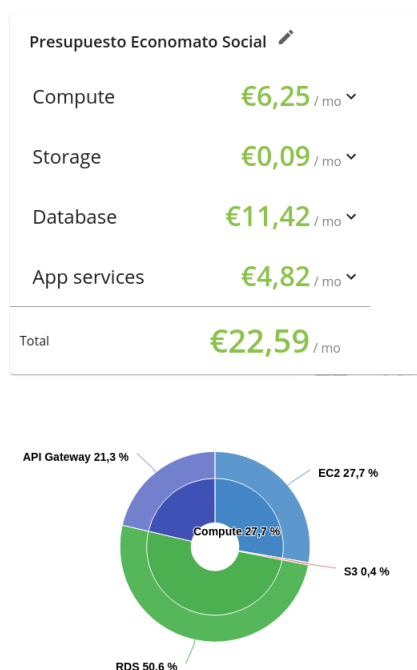 Presupuesto Economato Social
Compute €6,25 / mo
Storage €0,09 / mo
Database €11,42 / mo
App services €4,82 / mo
Total €22,59 / mo
API Gateway 21,3 %
EC2 27,7 %
Compute 27,7 %
S3 0,4 %
RDS 50,6 %